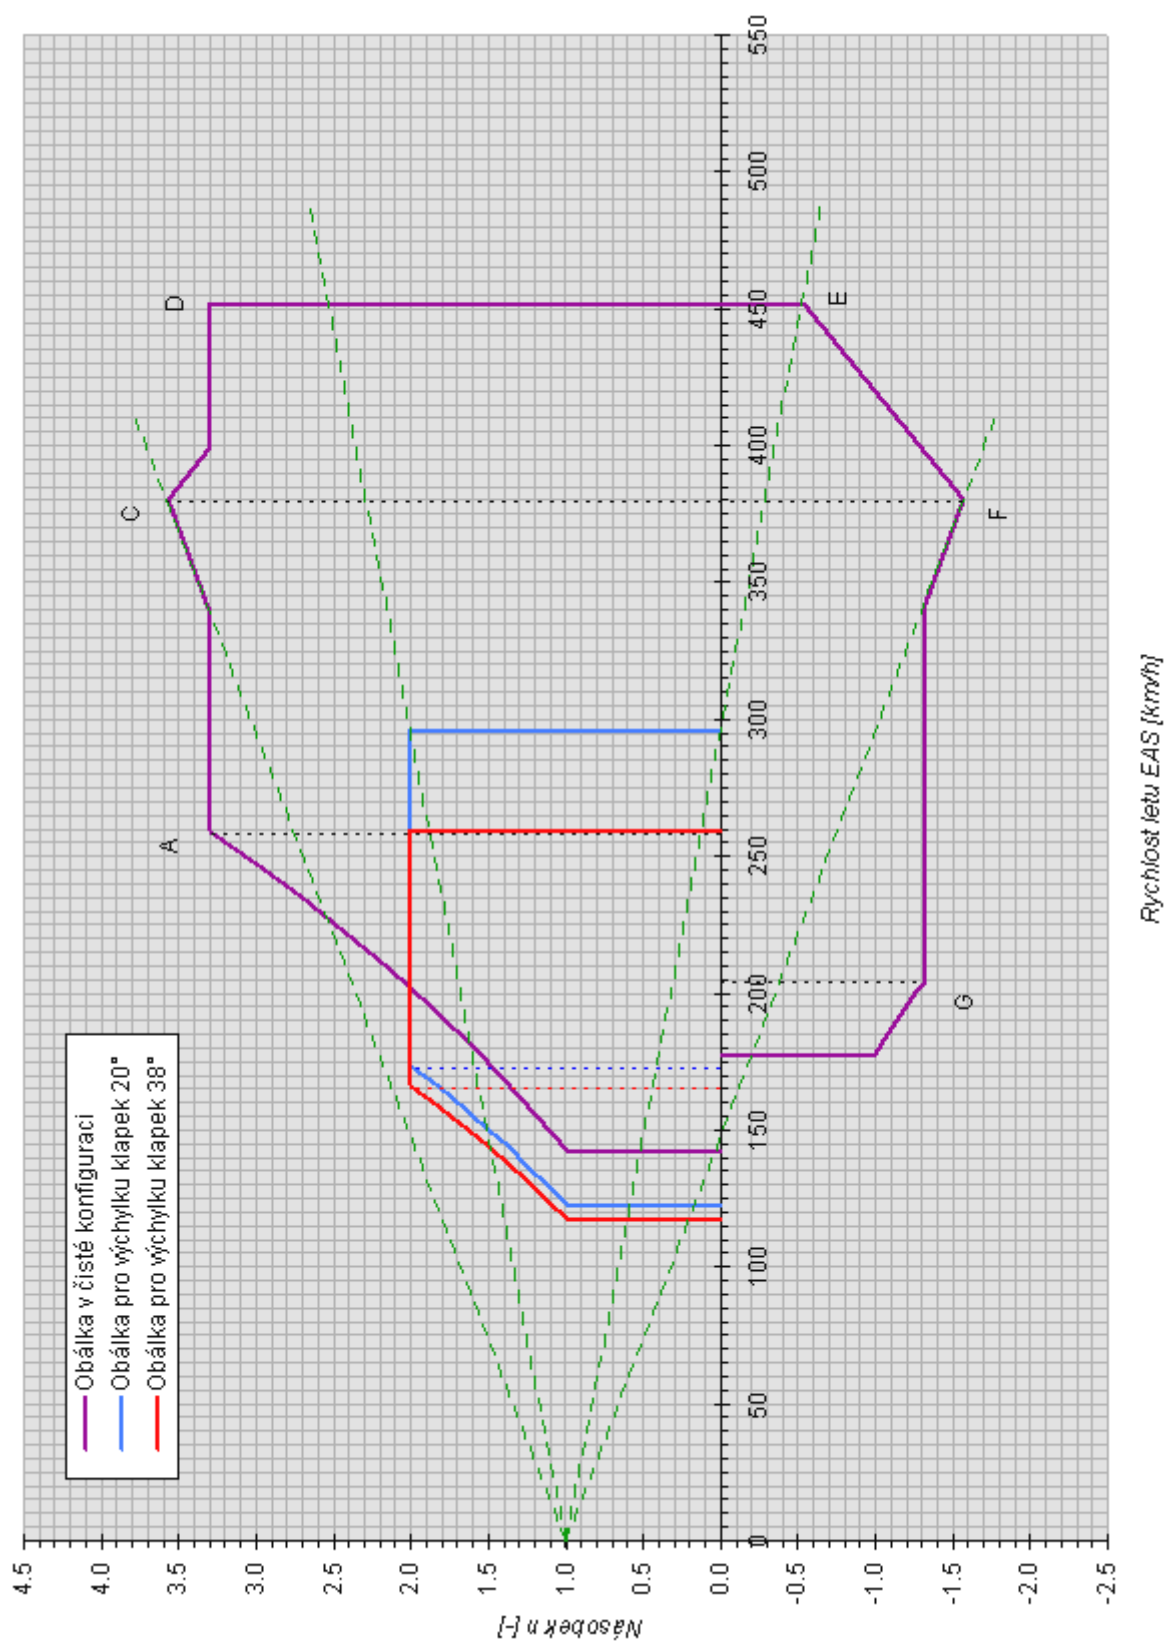 Obálka v čisté konfiguraci
Obálka pro výchylku klapek 20°
Obálka pro výchylku klapek 38°
4.5
4.0
3.5
3.0
2.5
2.0
1.5
1.0
0.5
0.0
-0.5
-1.0
-1.5
-2.0
-2.5
Násobek n [-]
0
50
100
150
200
250
300
350
400
450
500
550
Rychlost letu EAS [km/h]
A
C
D
E
F
G